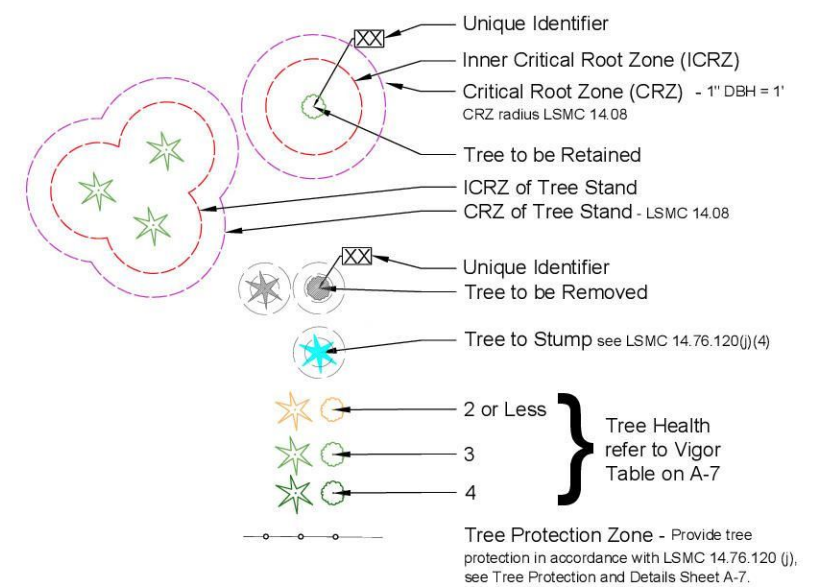 XX
Unique Identifier
Inner Critical Root Zone (ICRZ)
Critical Root Zone (CRZ) - 1" DBH = 1'
CRZ radius LSMC 14.08
Tree to be Retained
ICRZ of Tree Stand
CRZ of Tree Stand - LSMC 14.08
XX
Unique Identifier
Tree to be Removed
Tree to Stump see LSMC 14.76.120(j)(4)
2 or Less
3
4
Tree Health
refer to Vigor
Table on A-7
Tree Protection Zone - Provide tree
protection in accordance with LSMC 14.76.120 (j),
see Tree Protection and Details Sheet A-7.